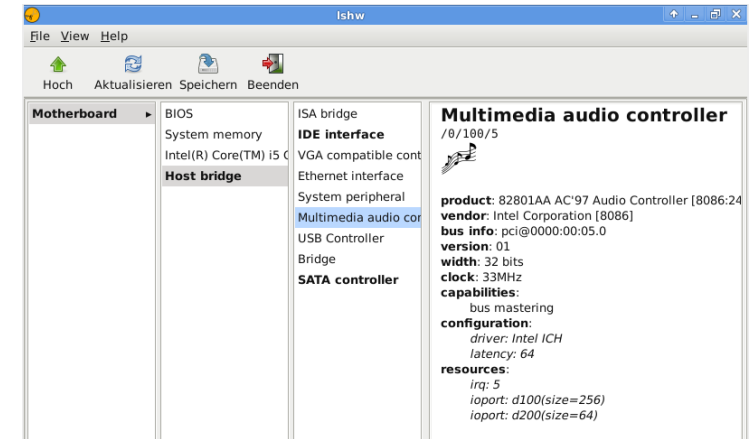 lshw
File View Help
Hoch Aktualisieren Speichern Beenden
Motherboard
BIOS
System memory
Intel(R) Core(TM) i5 C
Host bridge
ISA bridge
IDE interface
VGA compatible cont
Ethernet interface
System peripheral
Multimedia audio cor
USB Controller
Bridge
SATA controller
Multimedia audio controller
/0/100/5
product: 82801AA AC'97 Audio Controller [8086:24
vendor: Intel Corporation [8086]
bus info: pci@0000:00:05.0
version: 01
width: 32 bits
clock: 33MHz
capabilities:
bus mastering
configuration:
driver: Intel ICH
latency: 64
resources:
irq: 5
ioport: d100(size=256)
ioport: d200(size=64)